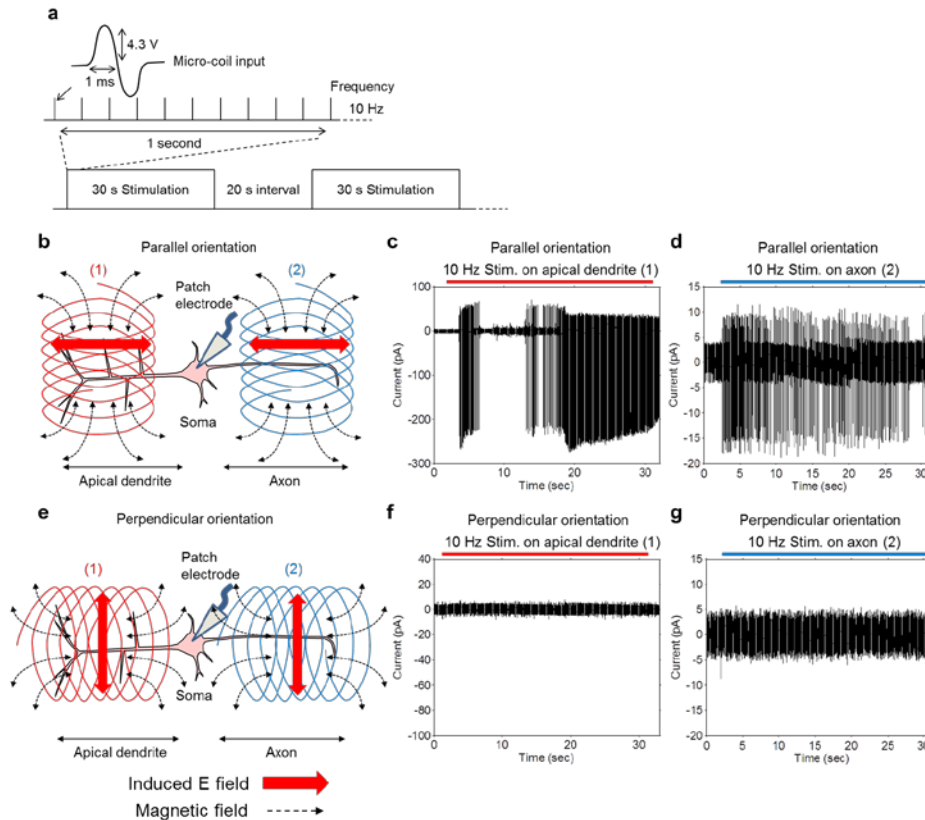 a
4.3 V
Micro-coil input
1 ms
Frequency
10 Hz
1 second
30 s Stimulation
20 s interval
30 s Stimulation
b
Parallel orientation
(1)
(2)
Patch
electrode
Soma
Apical dendrite
Axon
c
Parallel orientation
10 Hz Stim. on apical dendrite (1)
Current (pA)
100
0
-100
-200
-300
0
10
20
30
Time (sec)
d
Parallel orientation
10 Hz Stim. on axon (2)
Current (pA)
15
10
5
0
-5
-10
-15
-20
0
5
10
15
20
25
30
Time (sec)
e
Perpendicular orientation
(1)
(2)
Patch
electrode
Soma
Apical dendrite
Axon
Induced E field
Magnetic field
f
Perpendicular orientation
10 Hz Stim. on apical dendrite (1)
Current (pA)
40
20
0
-20
-40
-60
-80
-100
0
10
20
30
Time (sec)
g
Perpendicular orientation
10 Hz Stim. on axon (2)
Current (pA)
15
10
5
0
-5
-10
-15
-20
0
5
10
15
20
25
30
Time (sec)